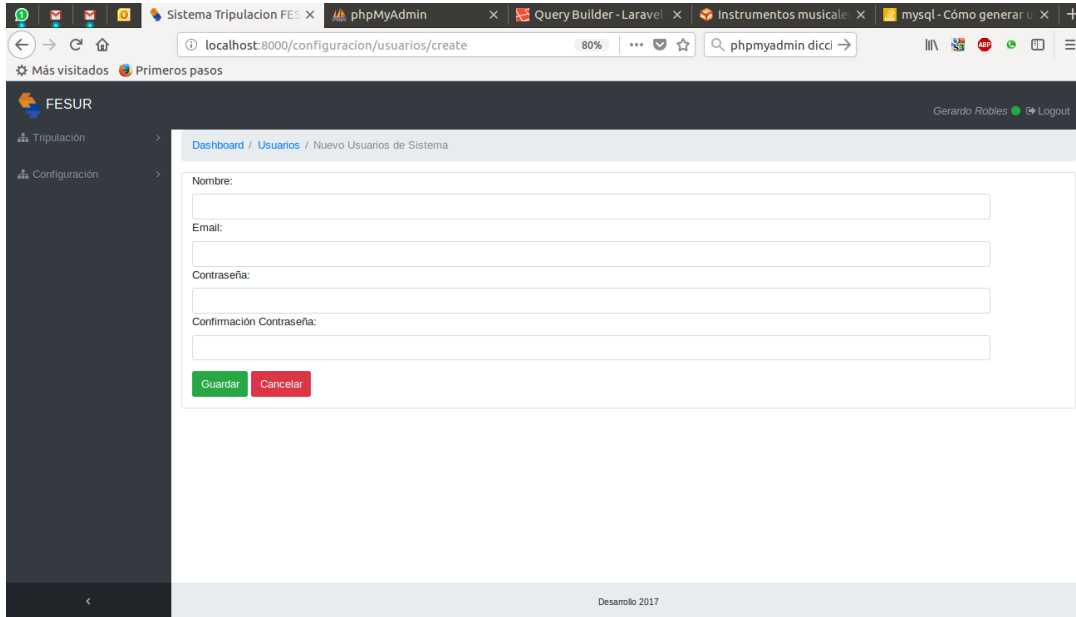 Sistema Tripulacion FES
phpMyAdmin
Query Builder - Laravel
Instrumentos musicale
mysql - Cómo generar u
localhost:8000/configuracion/usuarios/create
80%
phpmyadmin dicci
Más visitados
Primeros pasos
FESUR
Gerardo Robles
Logout
Tripulación
Configuración
Dashboard / Usuarios / Nuevo Usuarios de Sistema
Nombre:
Email:
Contraseña:
Confirmación Contraseña:
Guardar
Cancelar
Desarrollo 2017